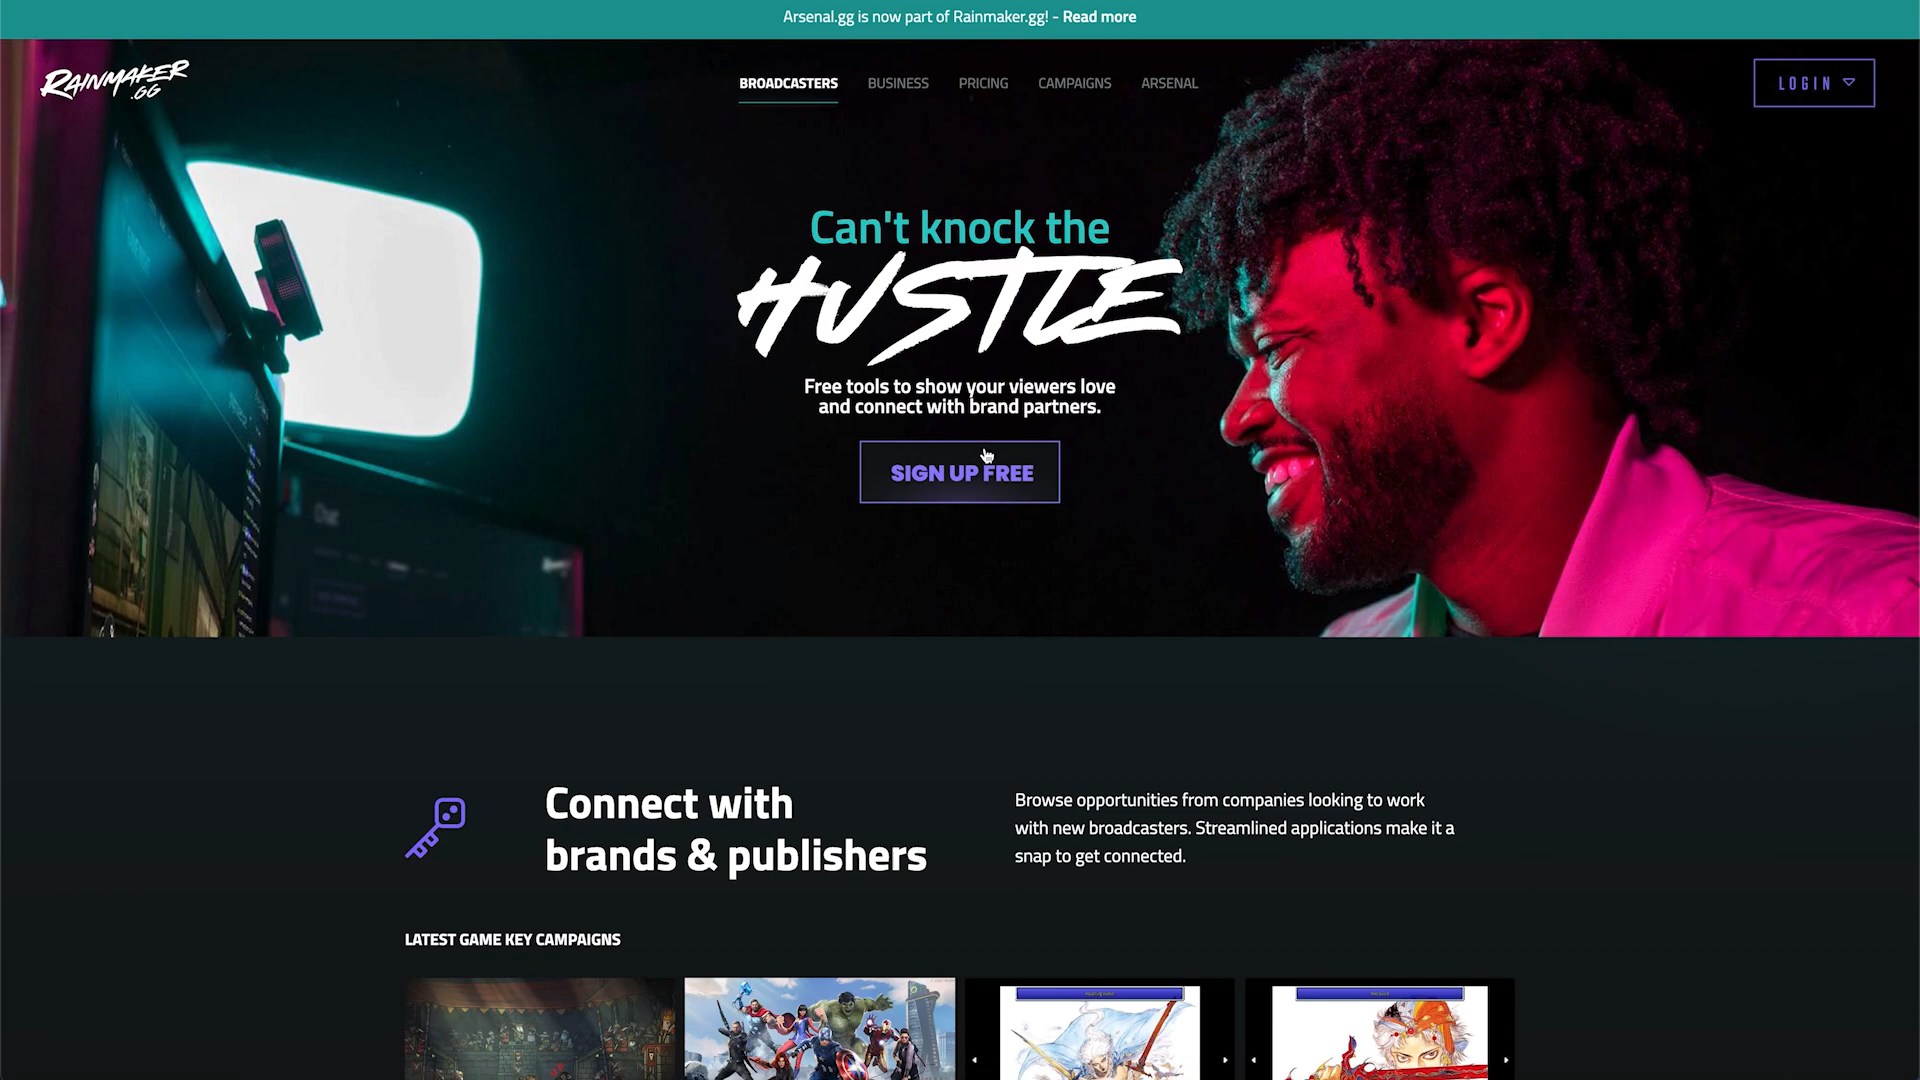 Arsenal.gg is now part of Rainmaker.gg! - Read more
RAINMAKER
.GG
BROADCASTERS BUSINESS PRICING CAMPAIGNS ARSENAL
LOGIN
Can't knock the
HUSTLE
Free tools to show your viewers love
and connect with brand partners.
SIGN UP FREE
Chat
Connect with
brands & publishers
Browse opportunities from companies looking to work
with new broadcasters. Streamlined applications make it a
snap to get connected.
LATEST GAME KEY CAMPAIGNS